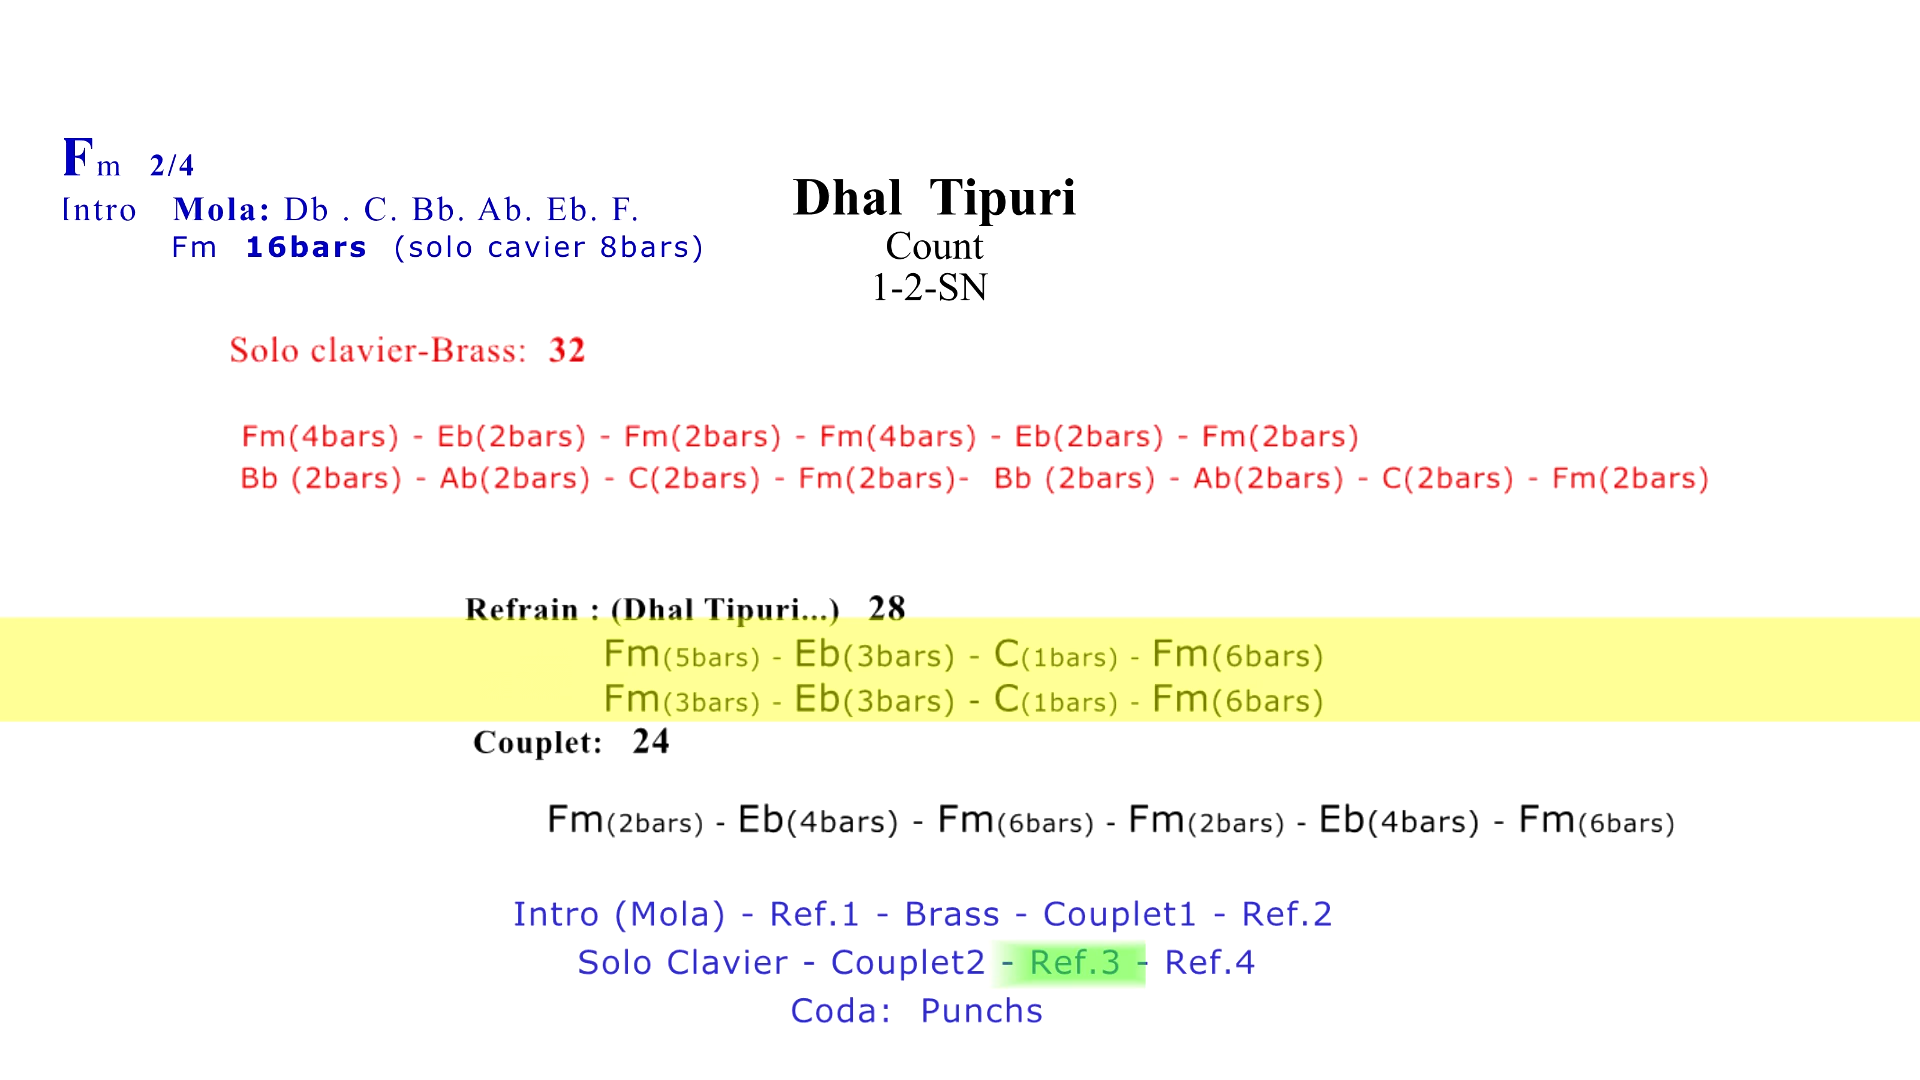 Fm 2/4
Intro Mola: Db . C. Bb. Ab. Eb. F.
Fm 16bars (solo cavier 8bars)
Dhal Tipuri
Count
1-2-SN
Solo clavier-Brass: 32
Fm(4bars) - Eb(2bars) - Fm(2bars) - Fm(4bars) - Eb(2bars) - Fm(2bars)
Bb (2bars) - Ab(2bars) - C(2bars) - Fm(2bars)- Bb (2bars) - Ab(2bars) - C(2bars) - Fm(2bars)
Refrain : (Dhal Tipuri...) 28
Fm(5bars) - Eb(3bars) - C(1bars) - Fm(6bars)
Fm(3bars) - Eb(3bars) - C(1bars) - Fm(6bars)
Couplet: 24
Fm(2bars) - Eb(4bars) - Fm(6bars) - Fm(2bars) - Eb(4bars) - Fm(6bars)
Intro (Mola) - Ref.1 - Brass - Couplet1 - Ref.2
Solo Clavier - Couplet2 - Ref.3 - Ref.4
Coda: Punchs